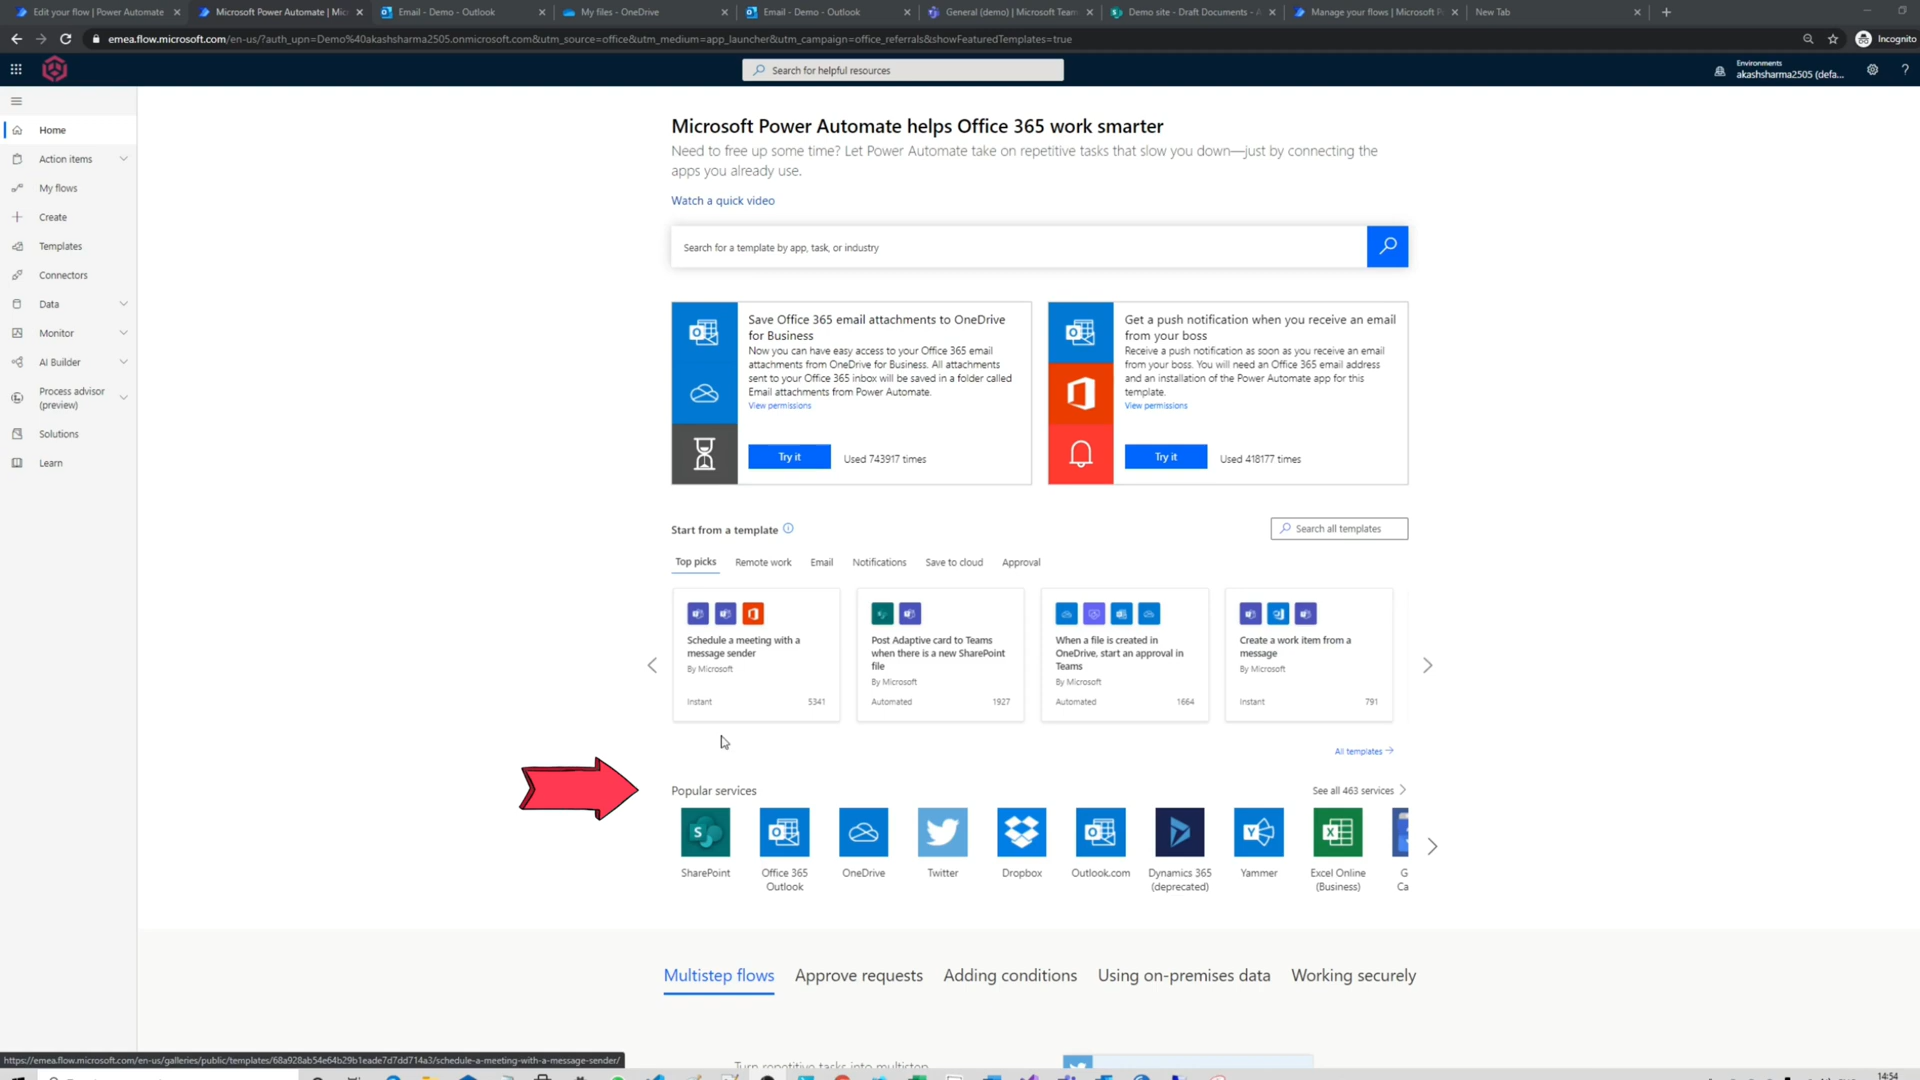 Edit your flow | Power Automate
Microsoft Power Automate | Mic
Email - Demo - Outlook
My files - OneDrive
Email - Demo - Outlook
General (demo) | Microsoft Team
Demo site - Draft Documents - A
Manage your flows | Microsoft P
New Tab
emea.flow.microsoft.com/en-us/?auth_upn=Demo%40akashsharma2505.onmicrosoft.com&utm_source=office&utm_medium=app_launcher&utm_campaign=office_referrals&showFeaturedTemplates=true
Incognito
Search for helpful resources
Environments
akashsharma2505 (defa...
?
Home
Action items
My flows
Create
Templates
Connectors
Data
Monitor
AI Builder
Process advisor
(preview)
Solutions
Learn
Microsoft Power Automate helps Office 365 work smarter
Need to free up some time? Let Power Automate take on repetitive tasks that slow you down—just by connecting the
apps you already use.
Watch a quick video
Search for a template by app, task, or industry
Save Office 365 email attachments to OneDrive
for Business
Now you can have easy access to your Office 365 email
attachments from OneDrive for Business. All attachments
sent to your Office 365 inbox will be saved in a folder called
Email attachments from Power Automate.
View permissions
Try it
Used 743917 times
Get a push notification when you receive an email
from your boss
Receive a push notification as soon as you receive an email
from your boss. You will need an Office 365 email address
and an installation of the Power Automate app for this
template.
View permissions
Try it
Used 418177 times
Start from a template
Search all templates
Top picks
Remote work
Email
Notifications
Save to cloud
Approval
Schedule a meeting with a
message sender
By Microsoft
Instant
5341
Post Adaptive card to Teams
when there is a new SharePoint
file
By Microsoft
Automated
1927
When a file is created in
OneDrive, start an approval in
Teams
By Microsoft
Automated
1664
Create a work item from a
message
By Microsoft
Instant
791
All templates
Popular services
See all 463 services
SharePoint
Office 365
Outlook
OneDrive
Twitter
Dropbox
Outlook.com
Dynamics 365
(deprecated)
Yammer
Excel Online
(Business)
G
Ca
Multistep flows
Approve requests
Adding conditions
Using on-premises data
Working securely
Turn repetitive tasks into multistep
https://emea.flow.microsoft.com/en-us/galleries/public/templates/68a928ab54e64b29b1eade7d7dd714a3/schedule-a-meeting-with-a-message-sender/
14:54